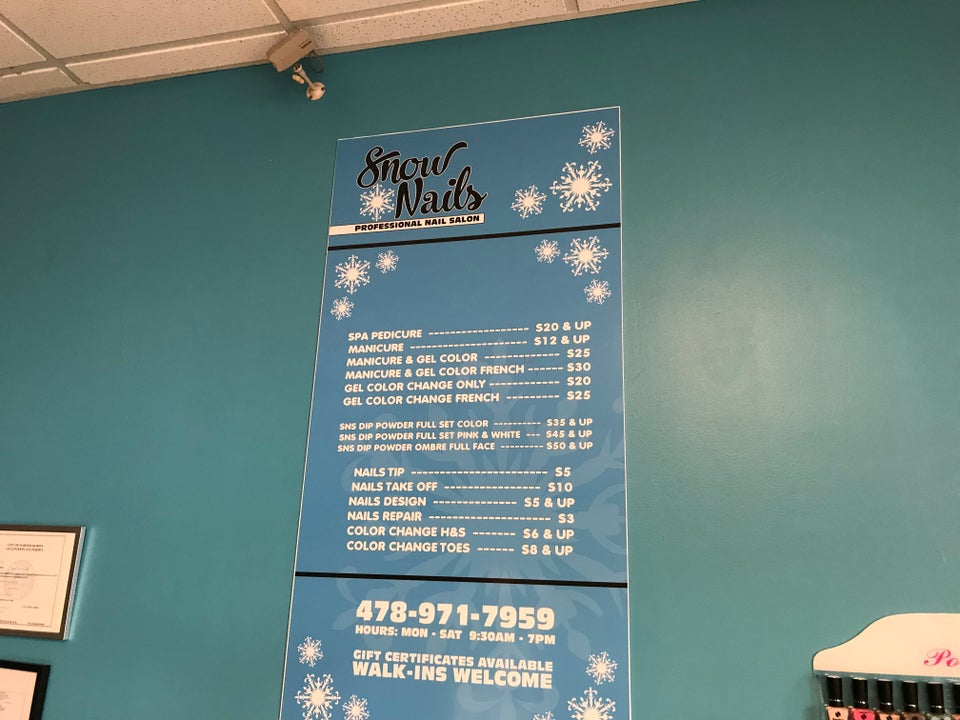 Snow
Nails
PROFESSIONAL NAIL SALON
SPA PEDICURE ------------------- $20 & UP
MANICURE ---------------------- $12 & UP
MANICURE & GEL COLOR -------------- $25
MANICURE & GEL COLOR FRENCH ------ $30
GEL COLOR CHANGE ONLY ---------- $20
GEL COLOR CHANGE FRENCH --------- $25
SNS DIP POWDER FULL SET COLOR ---------- $35 & UP
SNS DIP POWDER FULL SET PINK & WHITE --- $45 & UP
SNS DIP POWDER OMBRE FULL FACE --------- $50 & UP
NAILS TIP ----------------------- $5
NAILS TAKE OFF ---------------- $10
NAILS DESIGN -------------- $5 & UP
NAILS REPAIR -------------------- $3
COLOR CHANGE H&S ------- $6 & UP
COLOR CHANGE TOES ------ $8 & UP
478-971-7959
HOURS: MON - SAT 9:30AM - 7PM
GIFT CERTIFICATES AVAILABLE
WALK-INS WELCOME